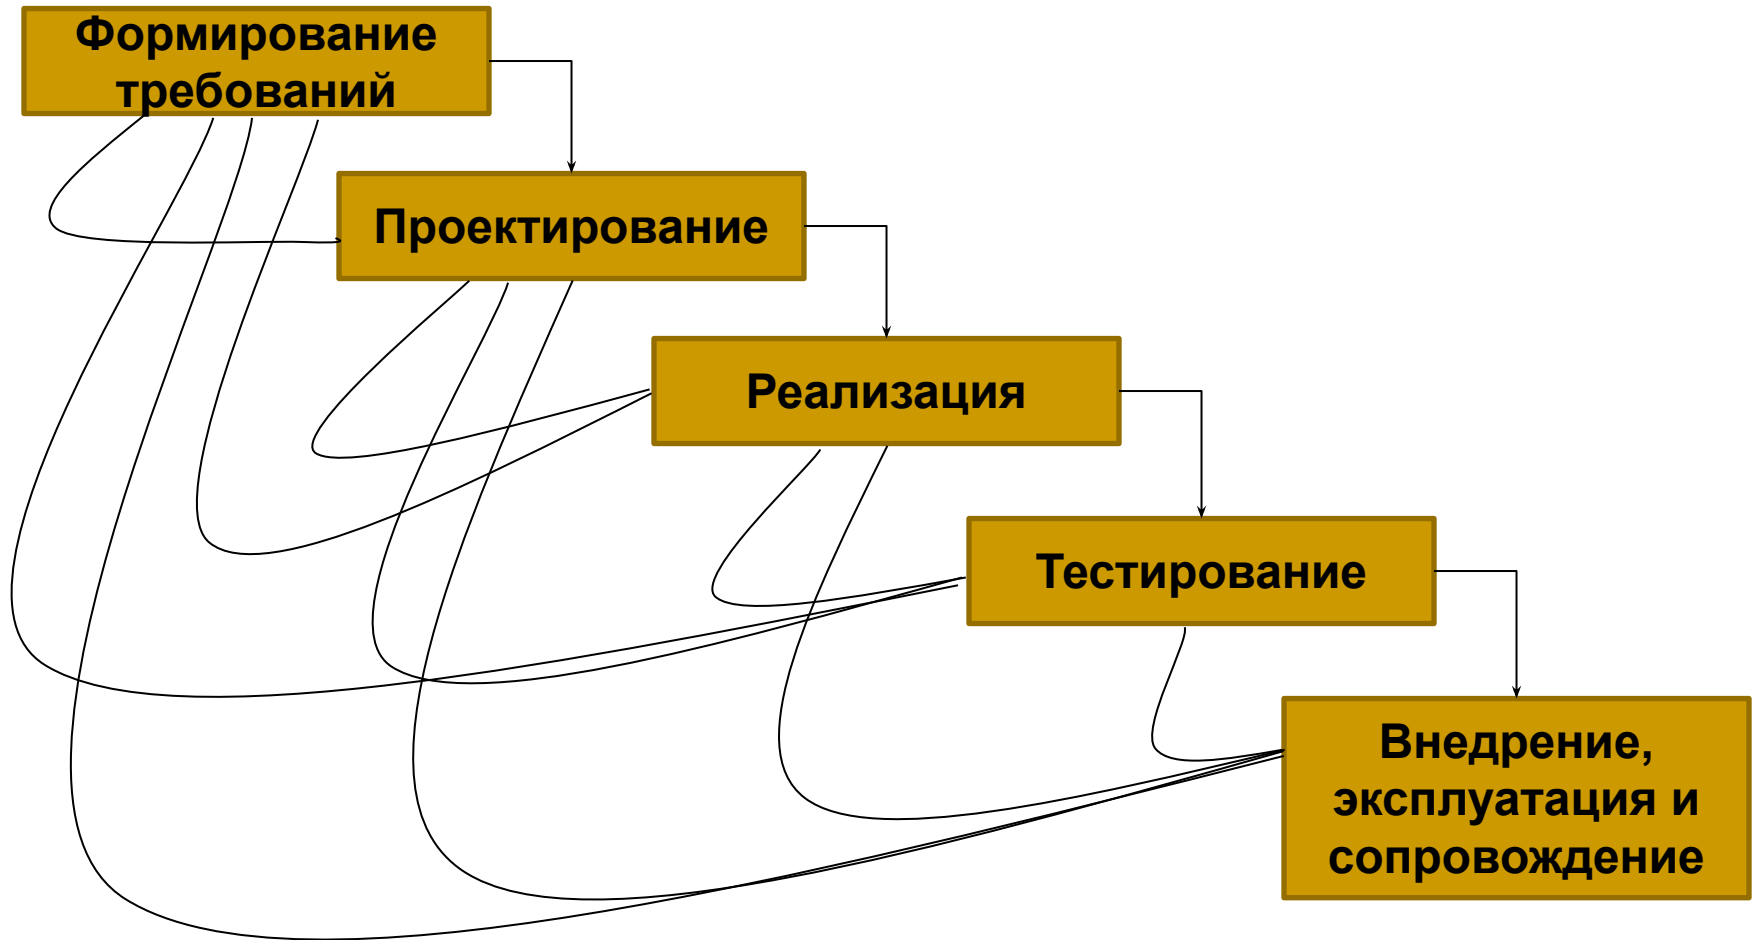 Формирование
требований
Проектирование
Реализация
Тестирование
Внедрение,
эксплуатация и
сопровождение